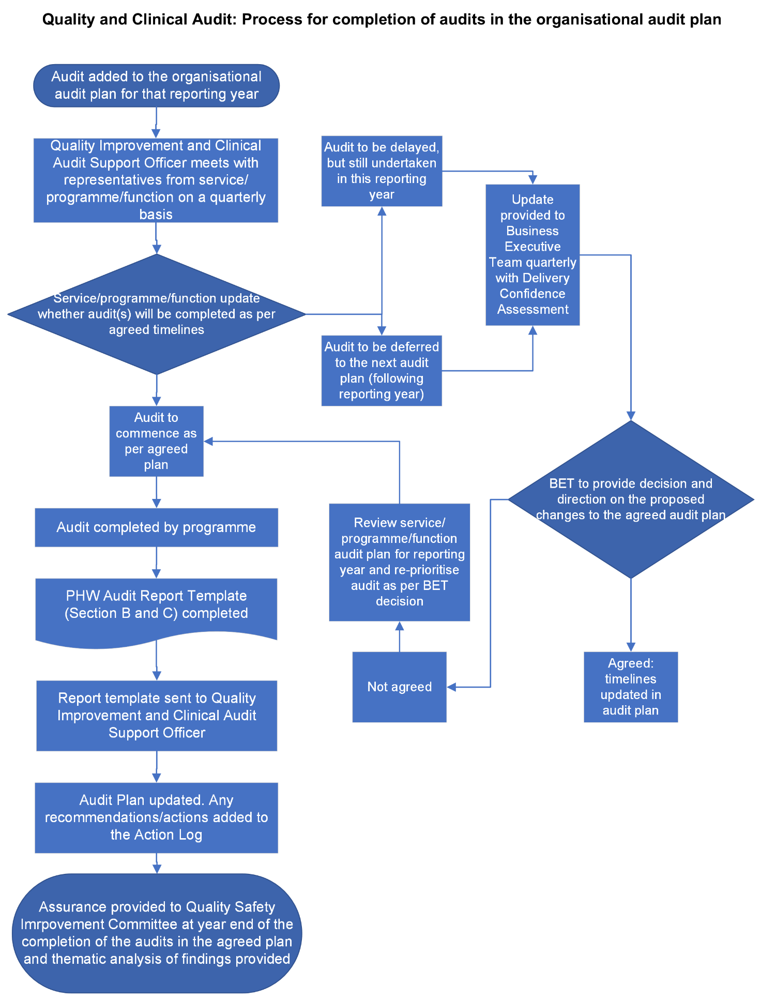 Quality and Clinical Audit: Process for completion of audits in the organisational audit plan
Audit added to the organisational
audit plan for that reporting year
Quality Improvement and Clinical
Audit Support Officer meets with
representatives from service/
programme/function on a quarterly
basis
Service/programme/function update
whether audit(s) will be completed as per
agreed timelines
Audit to be delayed,
but still undertaken
in this reporting
year
Audit to be deferred
to the next audit
plan (following
reporting year)
Update
provided to
Business
Executive
Team quarterly
with Delivery
Confidence
Assessment
BET to provide decision and
direction on the proposed
changes to the agreed audit plan
Agreed:
timelines
updated in
audit plan
Not agreed
Review service/
programme/function
audit plan for reporting
year and re-prioritise
audit as per BET
decision
Audit to
commence as
per agreed
plan
Audit completed by programme
PHW Audit Report Template
(Section B and C) completed
Report template sent to Quality
Improvement and Clinical Audit
Support Officer
Audit Plan updated. Any
recommendations/actions added to
the Action Log
Assurance provided to Quality Safety
Imrpovement Committee at year end of the
completion of the audits in the agreed plan
and thematic analysis of findings provided